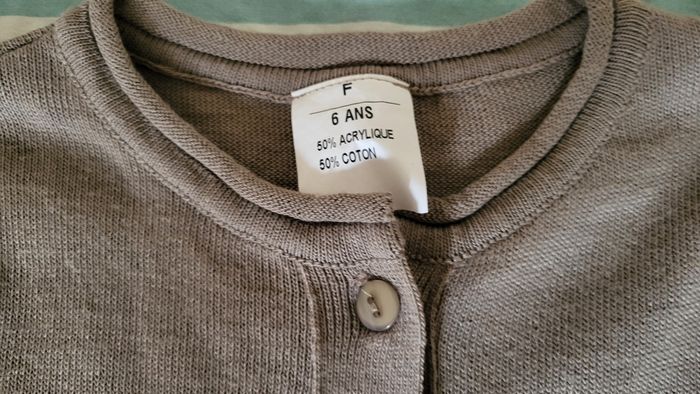 F
6 ANS
50% ACRYLIQUE
50% COTON